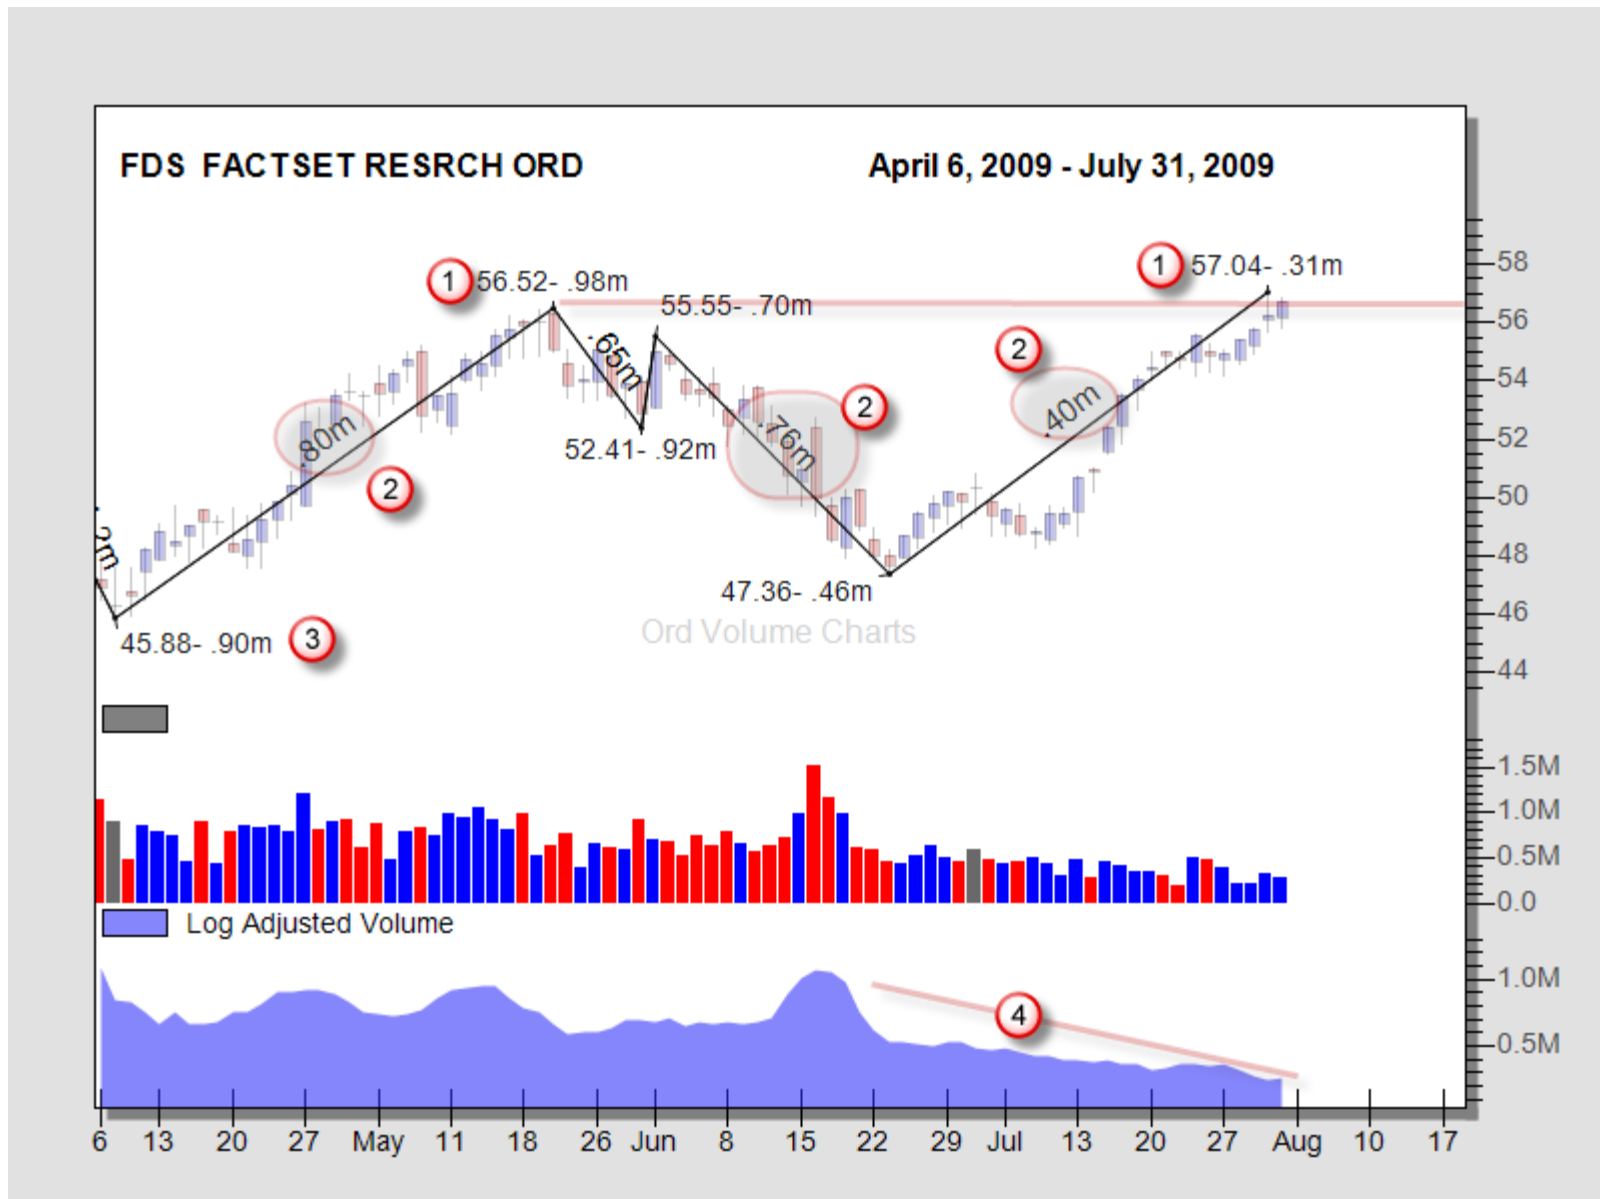 FDS FACTSET RESRCH ORD April 6, 2009 - July 31, 2009
1 56.52- .98m
1 57.04- .31m
58
55.55- .70m
56
.65m
2
54
.80m
2
.76m
2
.40m
52
52.41- .92m
2
50
.2m
48
47.36- .46m
46
45.88- .90m 3
Ord Volume Charts
44
1.5M
1.0M
0.5M
0.0
Log Adjusted Volume
1.0M
4
0.5M
6 13 20 27 May 11 18 26 Jun 8 15 22 29 Jul 13 20 27 Aug 10 17